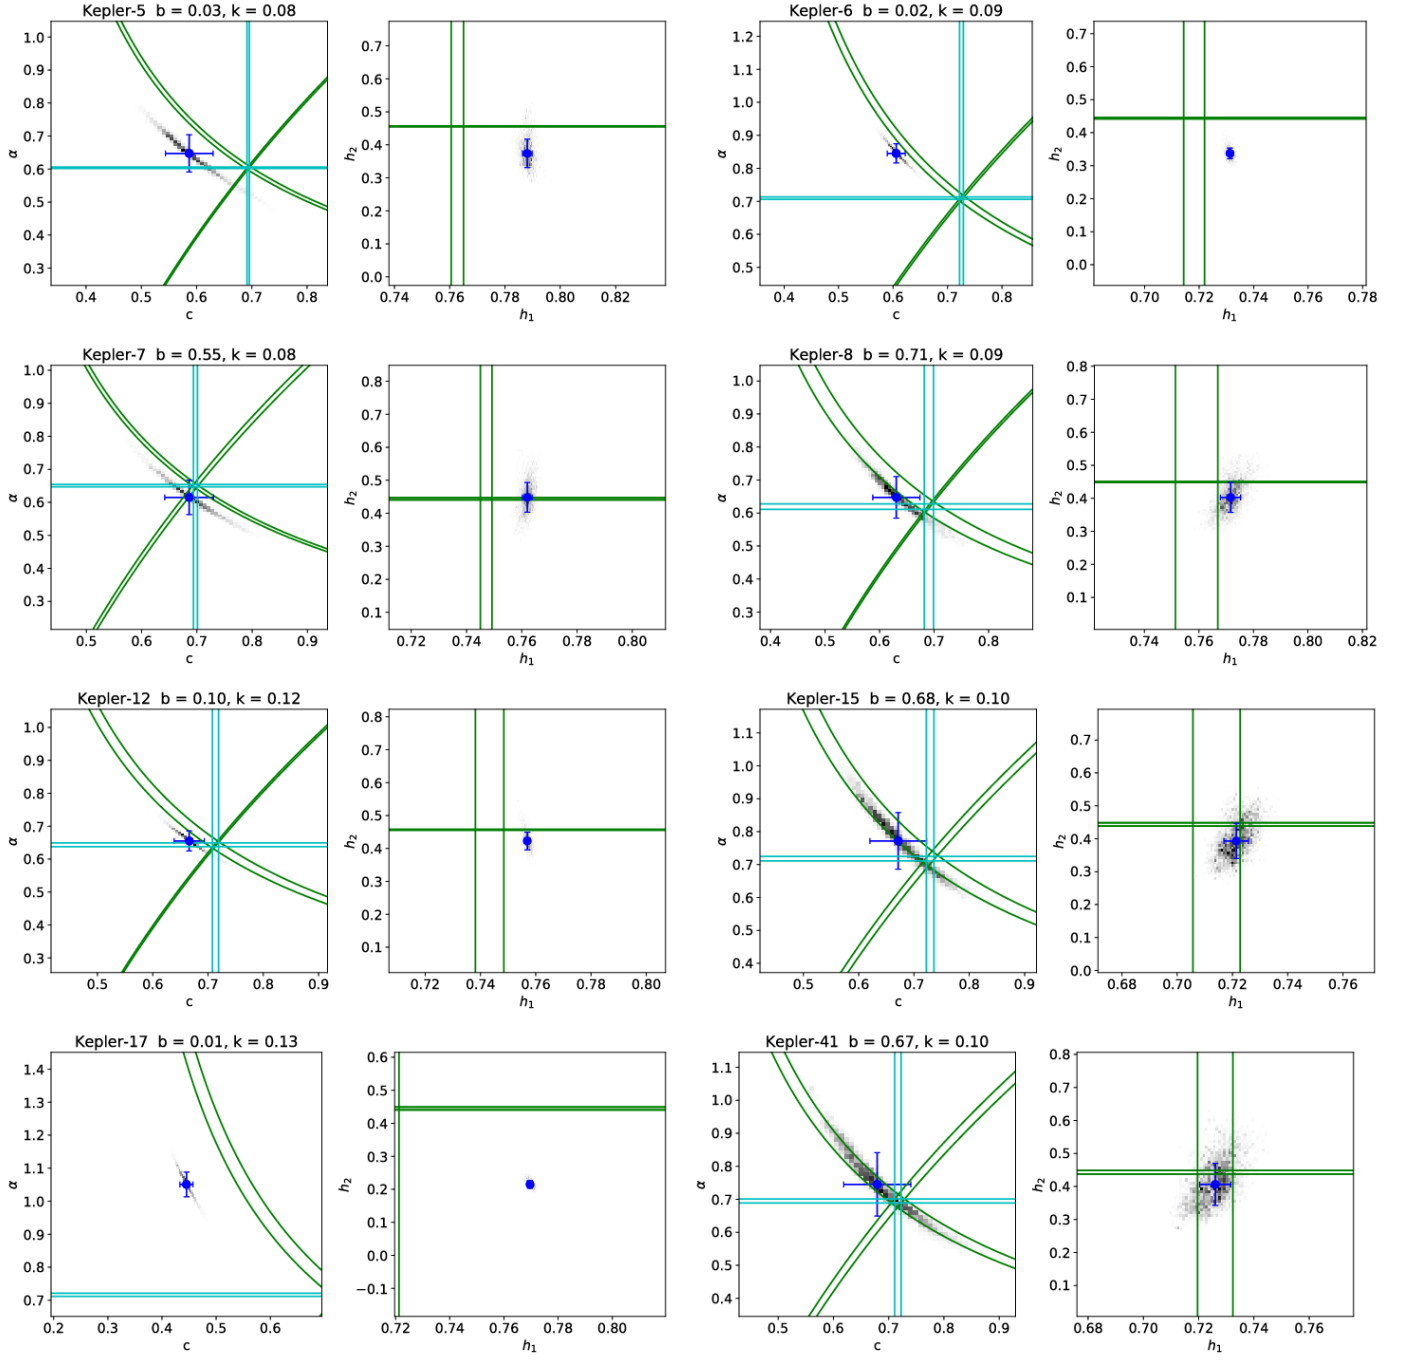 Kepler-5 b = 0.03, k = 0.08
1.0
0.9
0.8
0.7
0.6
0.5
0.4
0.3
α
0.4 0.5 0.6 0.7 0.8
c
0.7
0.6
0.5
0.4
0.3
0.2
0.1
0.0
h2
0.74 0.76 0.78 0.80 0.82
h1
Kepler-6 b = 0.02, k = 0.09
1.2
1.1
1.0
0.9
0.8
0.7
0.6
0.5
α
0.4 0.5 0.6 0.7 0.8
c
0.7
0.6
0.5
0.4
0.3
0.2
0.1
0.0
h2
0.70 0.72 0.74 0.76 0.78
h1
Kepler-7 b = 0.55, k = 0.08
1.0
0.9
0.8
0.7
0.6
0.5
0.4
0.3
α
0.5 0.6 0.7 0.8 0.9
c
0.8
0.7
0.6
0.5
0.4
0.3
0.2
0.1
h2
0.72 0.74 0.76 0.78 0.80
h1
Kepler-8 b = 0.71, k = 0.09
1.0
0.9
0.8
0.7
0.6
0.5
0.4
0.3
α
0.4 0.5 0.6 0.7 0.8
c
0.8
0.7
0.6
0.5
0.4
0.3
0.2
0.1
h2
0.74 0.76 0.78 0.80 0.82
h1
Kepler-12 b = 0.10, k = 0.12
1.0
0.9
0.8
0.7
0.6
0.5
0.4
0.3
α
0.5 0.6 0.7 0.8 0.9
c
0.8
0.7
0.6
0.5
0.4
0.3
0.2
0.1
h2
0.72 0.74 0.76 0.78 0.80
h1
Kepler-15 b = 0.68, k = 0.10
1.1
1.0
0.9
0.8
0.7
0.6
0.5
0.4
α
0.5 0.6 0.7 0.8 0.9
c
0.7
0.6
0.5
0.4
0.3
0.2
0.1
0.0
h2
0.68 0.70 0.72 0.74 0.76
h1
Kepler-17 b = 0.01, k = 0.13
1.4
1.3
1.2
1.1
1.0
0.9
0.8
0.7
α
0.2 0.3 0.4 0.5 0.6
c
0.6
0.5
0.4
0.3
0.2
0.1
0.0
−0.1
h2
0.72 0.74 0.76 0.78 0.80
h1
Kepler-41 b = 0.67, k = 0.10
1.1
1.0
0.9
0.8
0.7
0.6
0.5
0.4
α
0.5 0.6 0.7 0.8 0.9
c
0.8
0.7
0.6
0.5
0.4
0.3
0.2
0.1
h2
0.68 0.70 0.72 0.74 0.76
h1